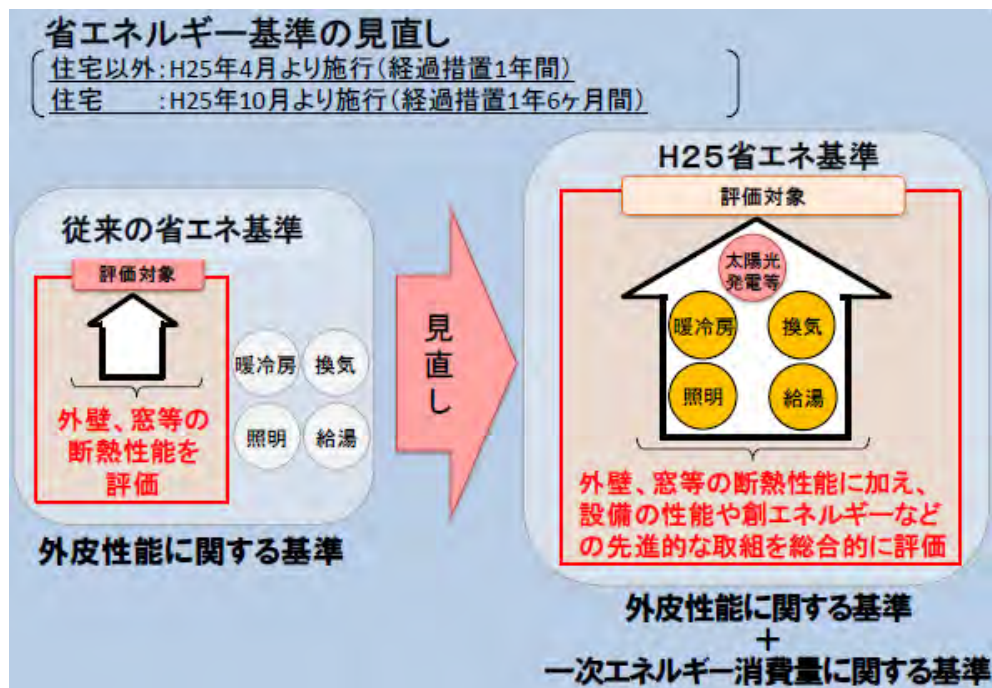 省エネルギー基準の見直し
住宅以外:H25年4月より施行(経過措置1年間)
住宅　　:H25年10月より施行(経過措置1年6ヶ月間)
従来の省エネ基準
評価対象
外壁、窓等の
断熱性能を
評価
暖冷房
換気
照明
給湯
外皮性能に関する基準
見直し
H25省エネ基準
評価対象
太陽光
発電等
暖冷房
換気
照明
給湯
外壁、窓等の断熱性能に加え、
設備の性能や創エネルギーなど
の先進的な取組を総合的に評価
外皮性能に関する基準
+
一次エネルギー消費量に関する基準